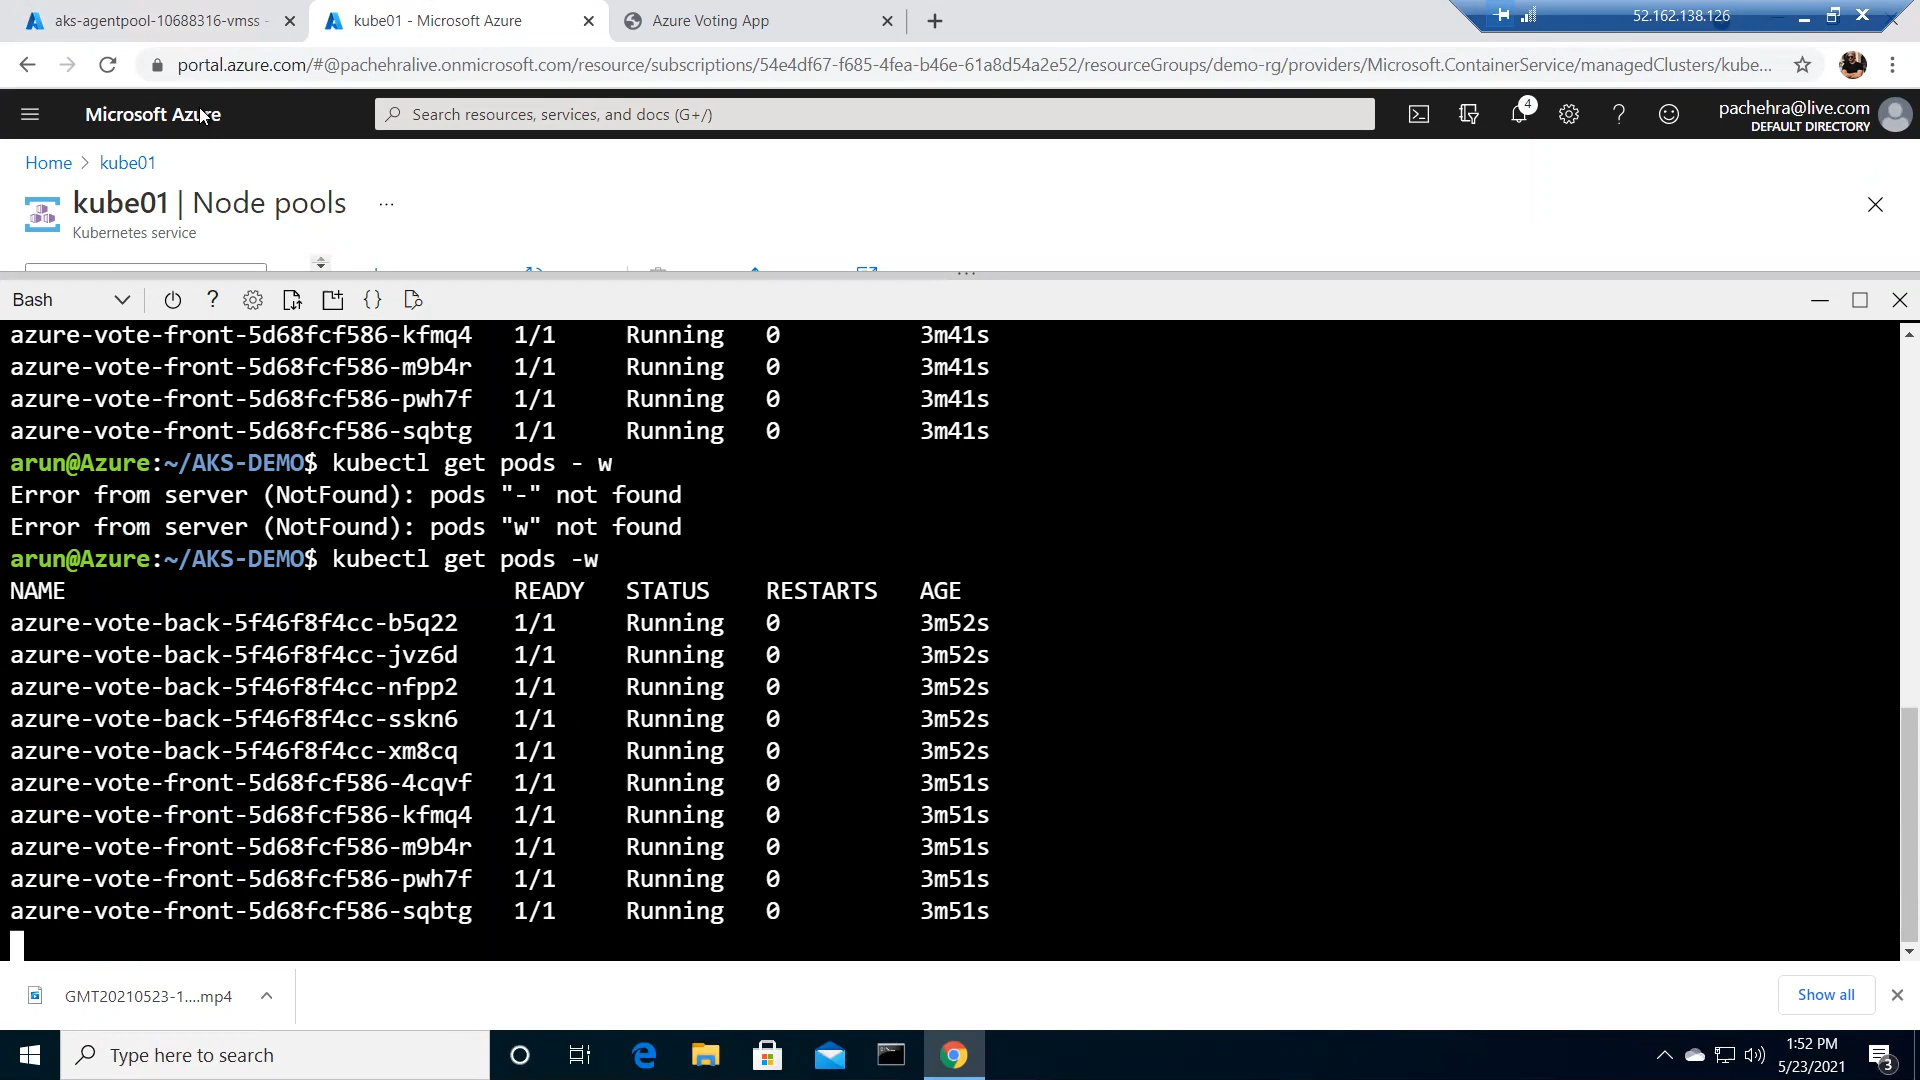 aks-agentpool-10688316-vmss -
kube01 - Microsoft Azure
Azure Voting App
52.162.138.126
portal.azure.com/#@pachehralive.onmicrosoft.com/resource/subscriptions/54e4df67-f685-4fea-b46e-61a8d54a2e52/resourceGroups/demo-rg/providers/Microsoft.ContainerService/managedClusters/kube...
Microsoft Azure
Search resources, services, and docs (G+/)
4
pachehra@live.com
DEFAULT DIRECTORY
Home > kube01
kube01 | Node pools ...
Kubernetes service
Bash
azure-vote-front-5d68fcf586-kfmq4 1/1 Running 0 3m41s
azure-vote-front-5d68fcf586-m9b4r 1/1 Running 0 3m41s
azure-vote-front-5d68fcf586-pwh7f 1/1 Running 0 3m41s
azure-vote-front-5d68fcf586-sqbtg 1/1 Running 0 3m41s
arun@Azure:~/AKS-DEMO$ kubectl get pods - w
Error from server (NotFound): pods "-" not found
Error from server (NotFound): pods "w" not found
arun@Azure:~/AKS-DEMO$ kubectl get pods -w
NAME READY STATUS RESTARTS AGE
azure-vote-back-5f46f8f4cc-b5q22 1/1 Running 0 3m52s
azure-vote-back-5f46f8f4cc-jvz6d 1/1 Running 0 3m52s
azure-vote-back-5f46f8f4cc-nfpp2 1/1 Running 0 3m52s
azure-vote-back-5f46f8f4cc-sskn6 1/1 Running 0 3m52s
azure-vote-back-5f46f8f4cc-xm8cq 1/1 Running 0 3m52s
azure-vote-front-5d68fcf586-4cqvf 1/1 Running 0 3m51s
azure-vote-front-5d68fcf586-kfmq4 1/1 Running 0 3m51s
azure-vote-front-5d68fcf586-m9b4r 1/1 Running 0 3m51s
azure-vote-front-5d68fcf586-pwh7f 1/1 Running 0 3m51s
azure-vote-front-5d68fcf586-sqbtg 1/1 Running 0 3m51s
GMT20210523-1....mp4
Show all
Type here to search
1:52 PM
5/23/2021
3